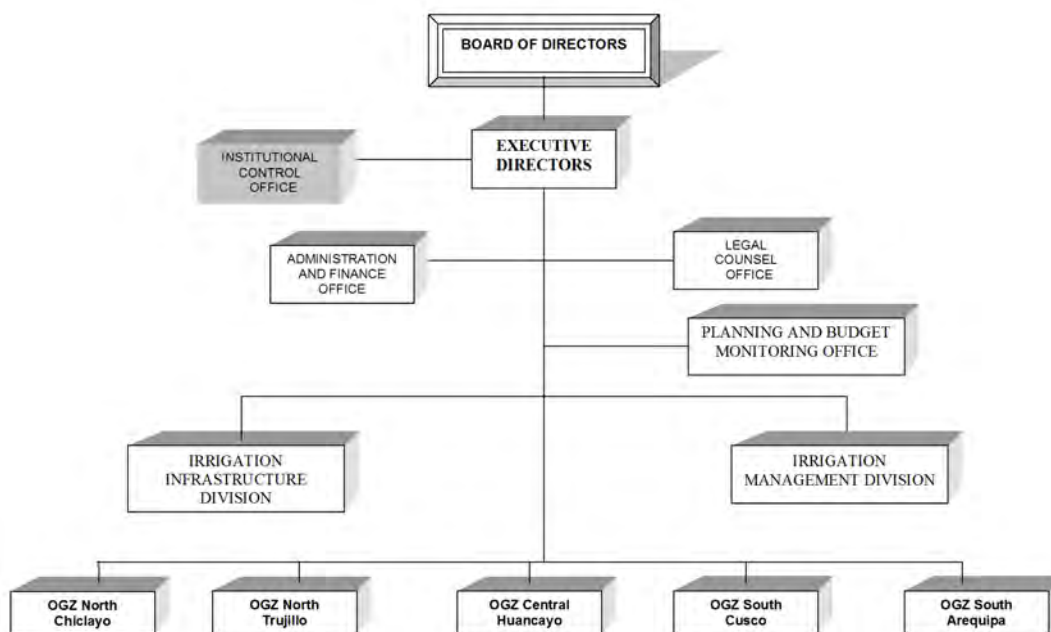 BOARD OF DIRECTORS
EXECUTIVE
DIRECTORS
INSTITUTIONAL
CONTROL
OFFICE
ADMINISTRATION
AND FINANCE
OFFICE
LEGAL
COUNSEL
OFFICE
PLANNING AND BUDGET
MONITORING OFFICE
IRRIGATION
INFRASTRUCTURE
DIVISION
IRRIGATION
MANAGEMENT DIVISION
OGZ North
Chiclayo
OGZ North
Trujillo
OGZ Central
Huancayo
OGZ South
Cusco
OGZ South
Arequipa